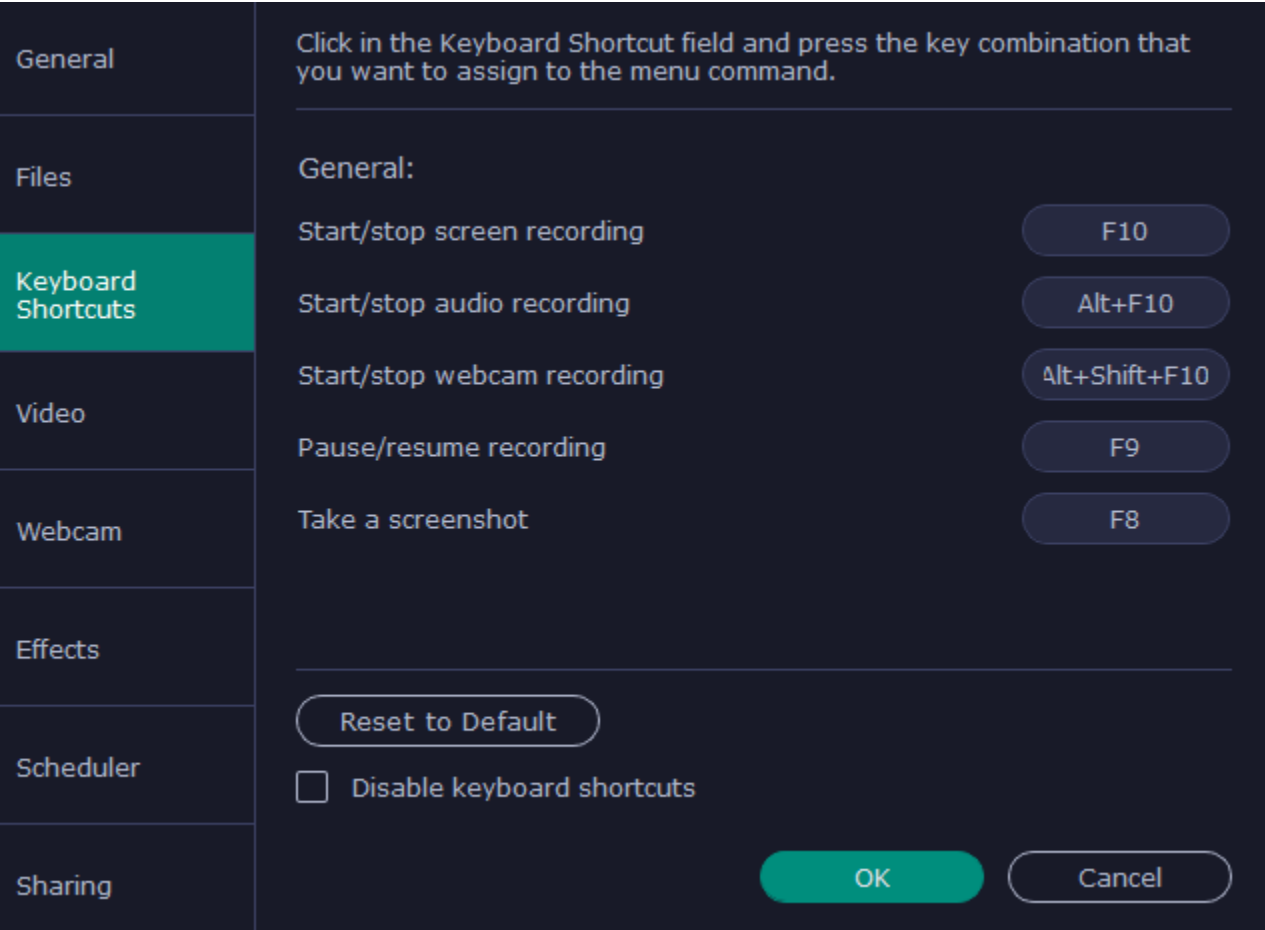 General
Files
Keyboard
Shortcuts
Video
Webcam
Effects
Scheduler
Sharing
Click in the Keyboard Shortcut field and press the key combination that
you want to assign to the menu command.
General:
Start/stop screen recording F10
Start/stop audio recording Alt+F10
Start/stop webcam recording Alt+Shift+F10
Pause/resume recording F9
Take a screenshot F8
Reset to Default
Disable keyboard shortcuts
OK Cancel